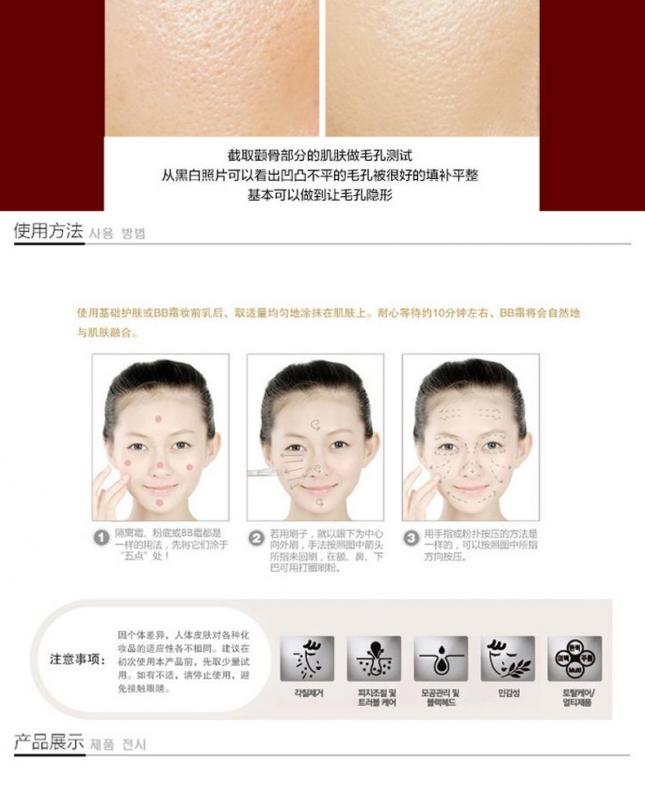 截取颧骨部分的肌肤做毛孔测试
从黑白照片可以看出凹凸不平的毛孔被很好的填补平整
基本可以做到让毛孔隐形
使用方法 사용 방법
使用基础护肤或BB霜妆前乳后、取适量均匀地涂抹在肌肤上。耐心等待约10分钟左右、BB霜将会自然地
与肌肤融合。
1 隔离霜、粉底或BB霜都是
一样的用法，先将它们涂于
“五点”处！
2 若用刷子，就以眼下为中心
向外刷，手法按照图中箭头
所指来回刷，在额、鼻、下
巴可用打圈刷粉。
3 用手指或粉扑按压的方法是
一样的，可以按照图中所指
方向按压。
注意事项：
因个体差异，人体皮肤对各种化
妆品的适应性各不相同。建议在
初次使用本产品前，先取少量试
用。如有不适，请停止使用，避
免接触眼睛。
각질제거
피지조절 및
트러블 케어
모공관리 및
블랙헤드
민감성
미백
주름
Multi
토탈케어/
멀티제품
产品展示 제품 전시